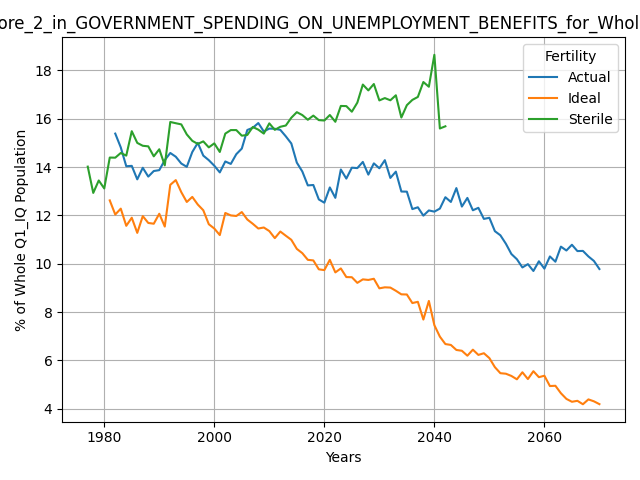 ore_2_in_GOVERNMENT_SPENDING_ON_UNEMPLOYMENT_BENEFITS_for_Whol
Fertility
Actual
Ideal
Sterile
% of Whole Q1_IQ Population
18
16
14
12
10
8
6
4
1980 2000 2020 2040 2060
Years